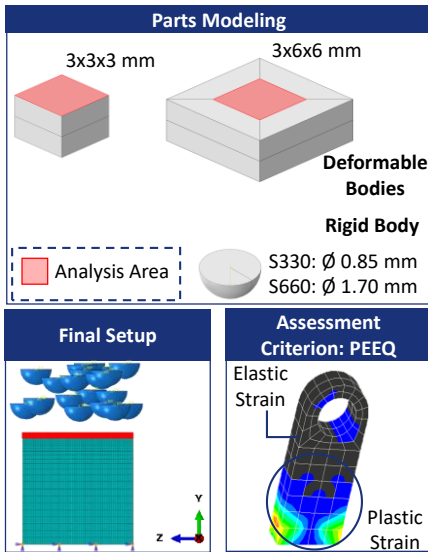 Parts Modeling
3x3x3 mm
3x6x6 mm
Deformable
Bodies
Rigid Body
Analysis Area
S330: Ø 0.85 mm
S660: Ø 1.70 mm
Final Setup
Y
Z
X
Assessment
Criterion: PEEQ
Elastic
Strain
Plastic
Strain